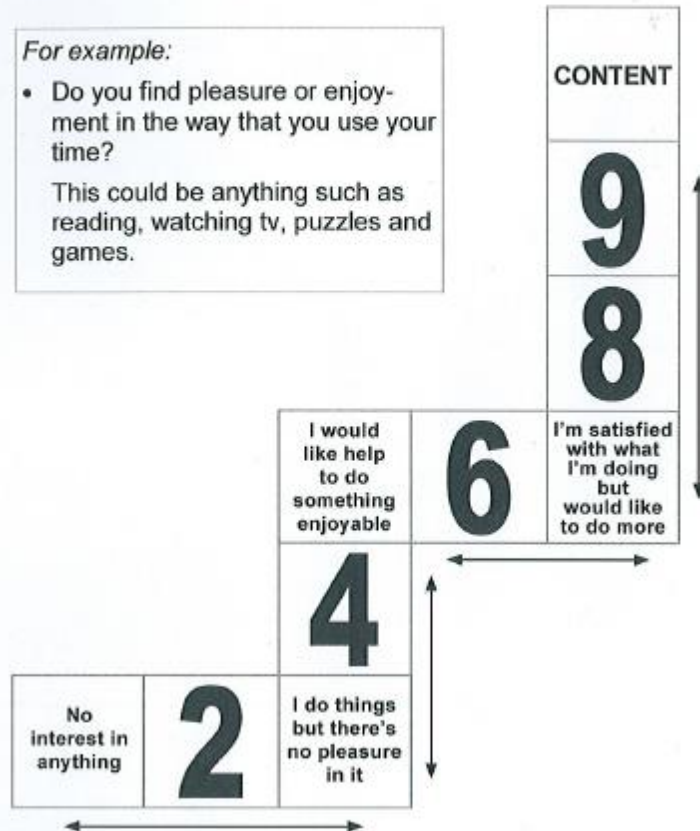 For example:
• Do you find pleasure or enjoy-
ment in the way that you use your
time?
This could be anything such as
reading, watching tv, puzzles and
games.
CONTENT
9
8
I would
like help
to do
something
enjoyable
6
I'm satisfied
with what
I'm doing
but
would like
to do more
4
No
interest in
anything
2
I do things
but there's
no pleasure
in it